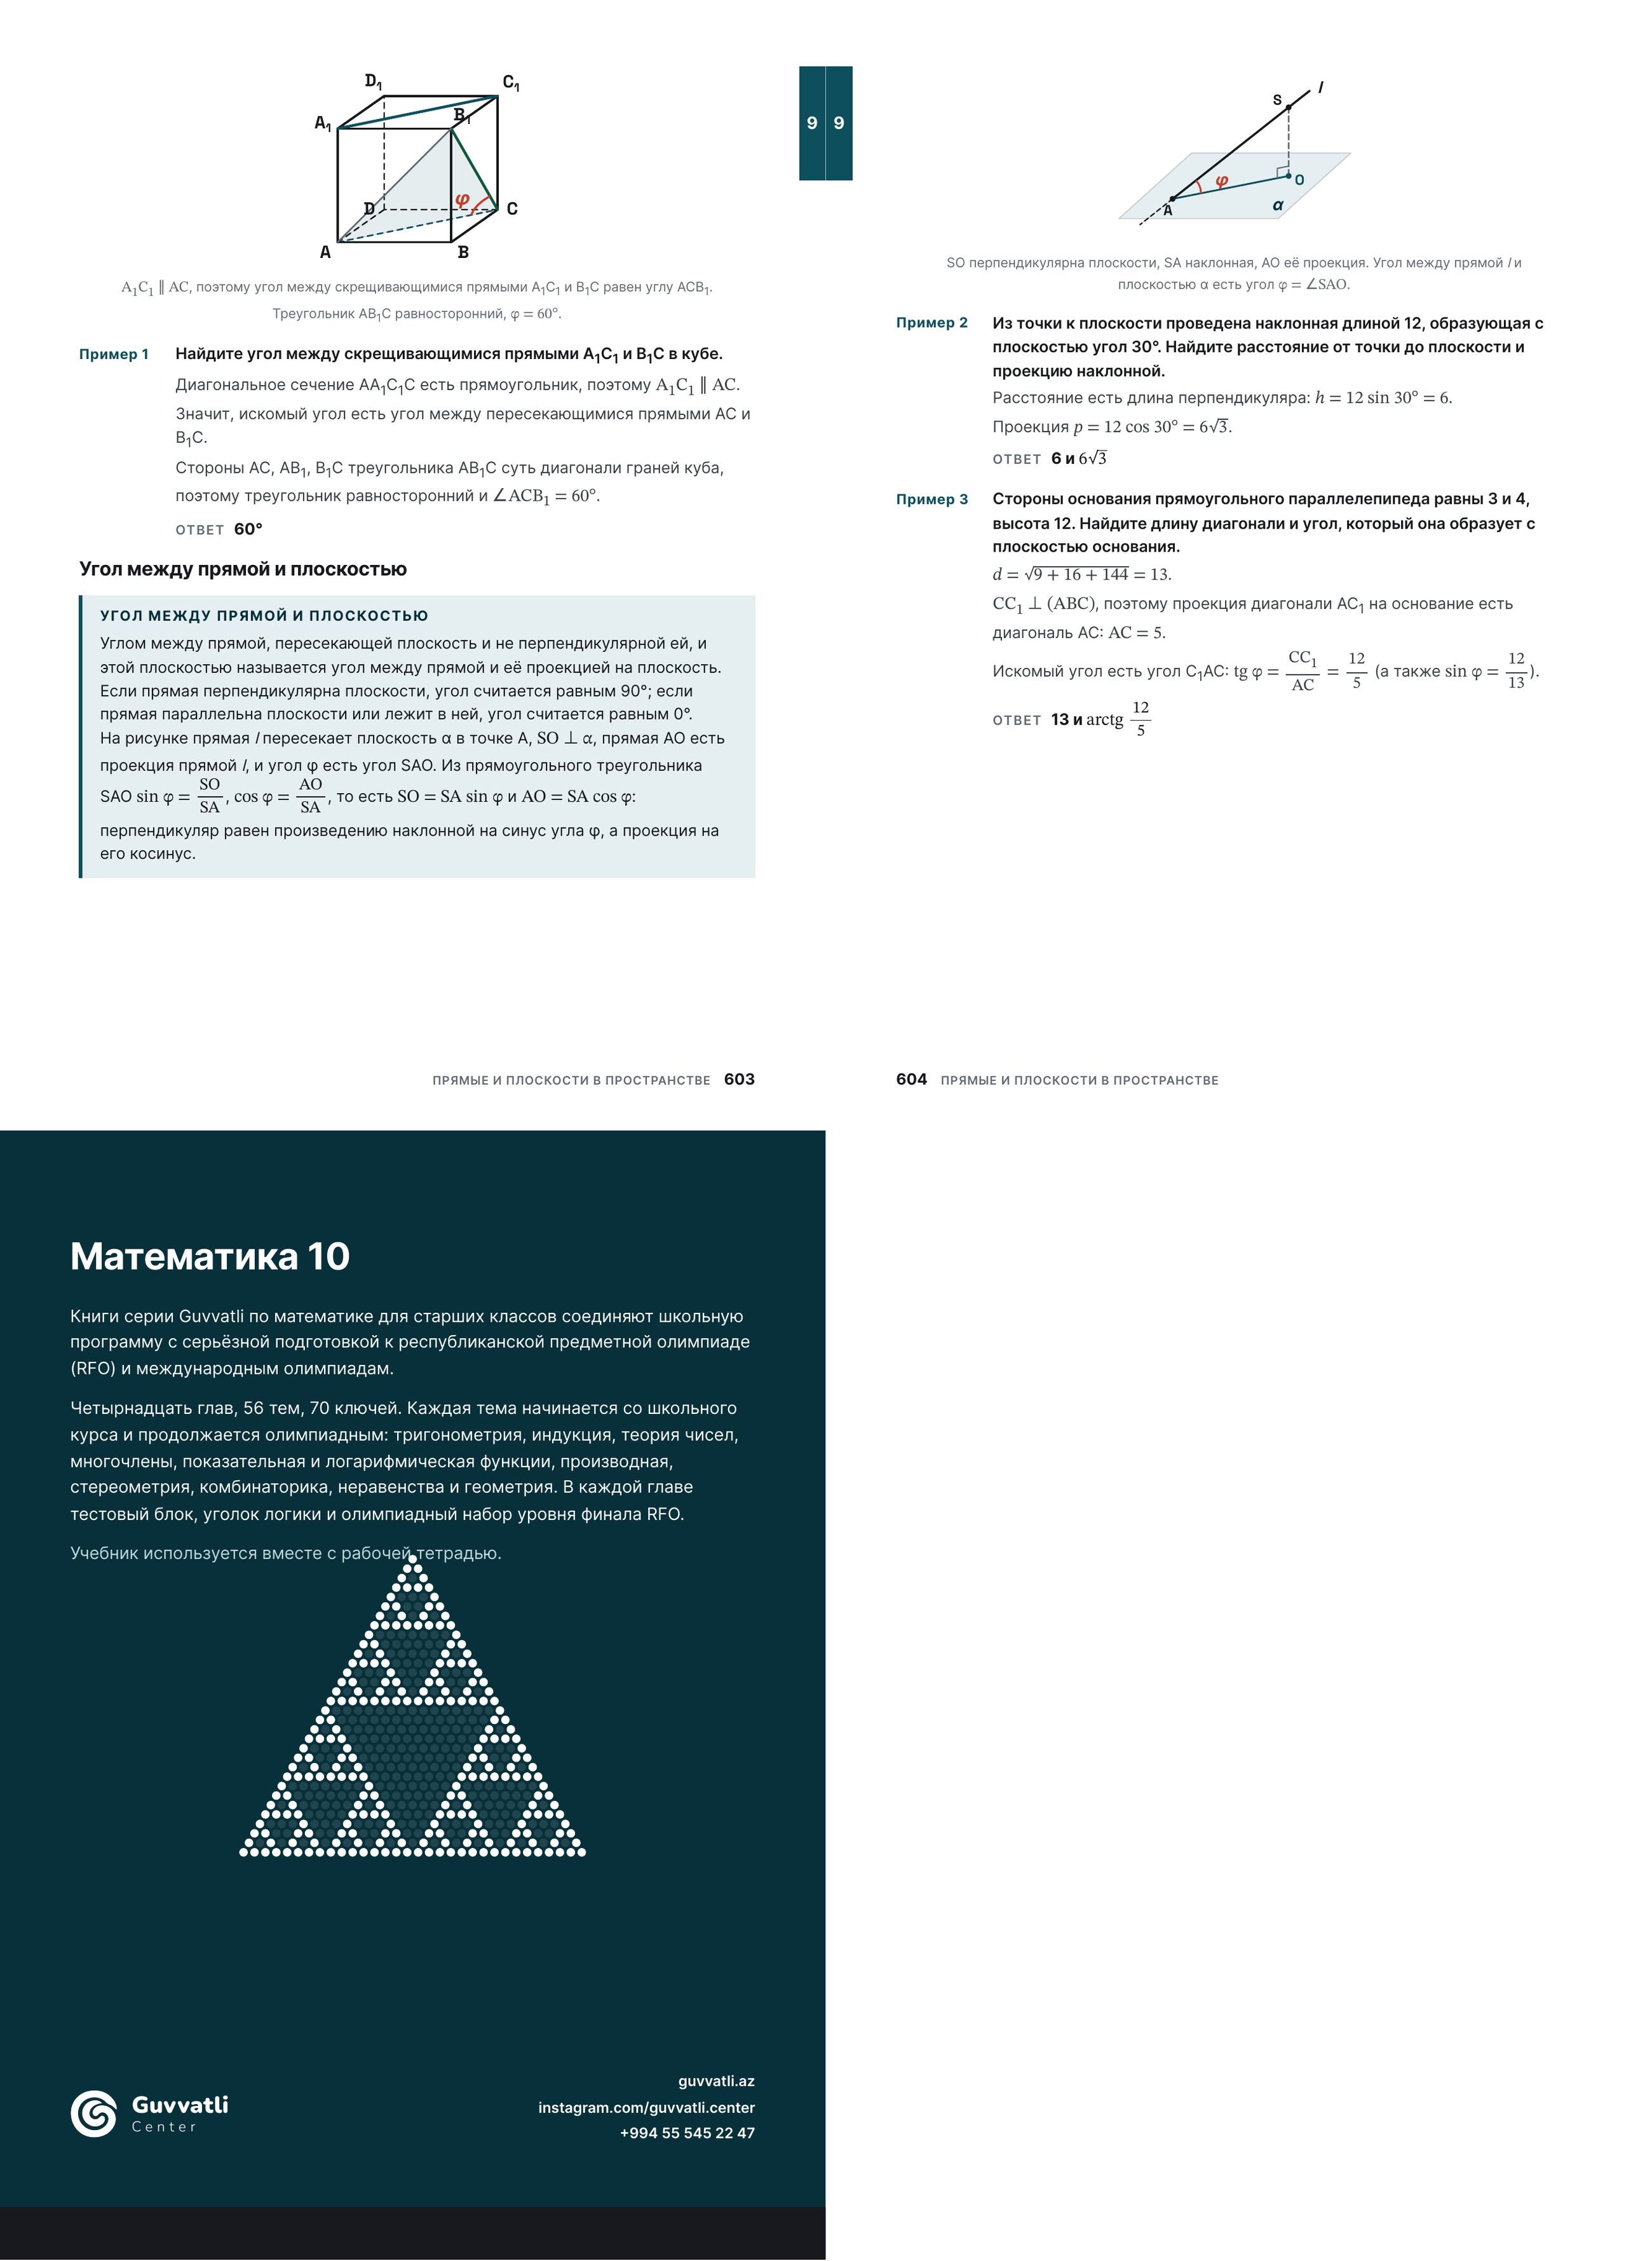 D₁
C₁
A₁
B₁
φ
D
C
A
B
A₁C₁ ∥ AC, поэтому угол между скрещивающимися прямыми A₁C₁ и B₁C равен углу ACB₁.
Треугольник AB₁C равносторонний, φ = 60°.
Пример 1
Найдите угол между скрещивающимися прямыми A₁C₁ и B₁C в кубе.
Диагональное сечение AA₁C₁C есть прямоугольник, поэтому A₁C₁ ∥ AC.
Значит, искомый угол есть угол между пересекающимися прямыми AC и
B₁C.
Стороны AC, AB₁, B₁C треугольника AB₁C суть диагонали граней куба,
поэтому треугольник равносторонний и ∠ACB₁ = 60°.
ОТВЕТ 60°
Угол между прямой и плоскостью
УГОЛ МЕЖДУ ПРЯМОЙ И ПЛОСКОСТЬЮ
Углом между прямой, пересекающей плоскость и не перпендикулярной ей, и
этой плоскостью называется угол между прямой и её проекцией на плоскость.
Если прямая перпендикулярна плоскости, угол считается равным 90°; если
прямая параллельна плоскости или лежит в ней, угол считается равным 0°.
На рисунке прямая l пересекает плоскость α в точке A, SO ⊥ α, прямая AO есть
проекция прямой l, и угол φ есть угол SAO. Из прямоугольного треугольника
SAO sin φ = SO/SA, cos φ = AO/SA, то есть SO = SA sin φ и AO = SA cos φ:
перпендикуляр равен произведению наклонной на синус угла φ, а проекция на
его косинус.
ПРЯМЫЕ И ПЛОСКОСТИ В ПРОСТРАНСТВЕ 603
9 9
S
l
φ
O
A
α
SO перпендикулярна плоскости, SA наклонная, AO её проекция. Угол между прямой l и
плоскостью α есть угол φ = ∠SAO.
Пример 2
Из точки к плоскости проведена наклонная длиной 12, образующая с
плоскостью угол 30°. Найдите расстояние от точки до плоскости и
проекцию наклонной.
Расстояние есть длина перпендикуляра: h = 12 sin 30° = 6.
Проекция p = 12 cos 30° = 6√3.
ОТВЕТ 6 и 6√3
Пример 3
Стороны основания прямоугольного параллелепипеда равны 3 и 4,
высота 12. Найдите длину диагонали и угол, который она образует с
плоскостью основания.
d = √(9 + 16 + 144) = 13.
CC₁ ⊥ (ABC), поэтому проекция диагонали AC₁ на основание есть
диагональ AC: AC = 5.
Искомый угол есть угол C₁AC: tg φ = CC₁/AC = 12/5 (а также sin φ = 12/13).
ОТВЕТ 13 и arctg 12/5
604 ПРЯМЫЕ И ПЛОСКОСТИ В ПРОСТРАНСТВЕ
Математика 10
Книги серии Guvvatli по математике для старших классов соединяют школьную
программу с серьёзной подготовкой к республиканской предметной олимпиаде
(RFO) и международным олимпиадам.
Четырнадцать глав, 56 тем, 70 ключей. Каждая тема начинается со школьного
курса и продолжается олимпиадным: тригонометрия, индукция, теория чисел,
многочлены, показательная и логарифмическая функции, производная,
стереометрия, комбинаторика, неравенства и геометрия. В каждой главе
тестовый блок, уголок логики и олимпиадный набор уровня финала RFO.
Учебник используется вместе с рабочей тетрадью.
Guvvatli
Center
guvvatli.az
instagram.com/guvvatli.center
+994 55 545 22 47